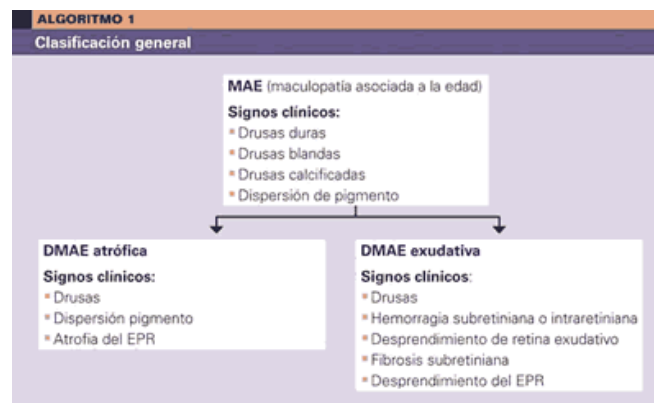 ALGORITMO 1
Clasificación general
MAE (maculopatía asociada a la edad)
Signos clínicos:
Drusas duras
Drusas blandas
Drusas calcificadas
Dispersión de pigmento
DMAE atrófica
Signos clínicos:
Drusas
Dispersión pigmento
Atrofia del EPR
DMAE exudativa
Signos clínicos:
Drusas
Hemorragia subretiniana o intraretiniana
Desprendimiento de retina exudativo
Fibrosis subretiniana
Desprendimiento del EPR